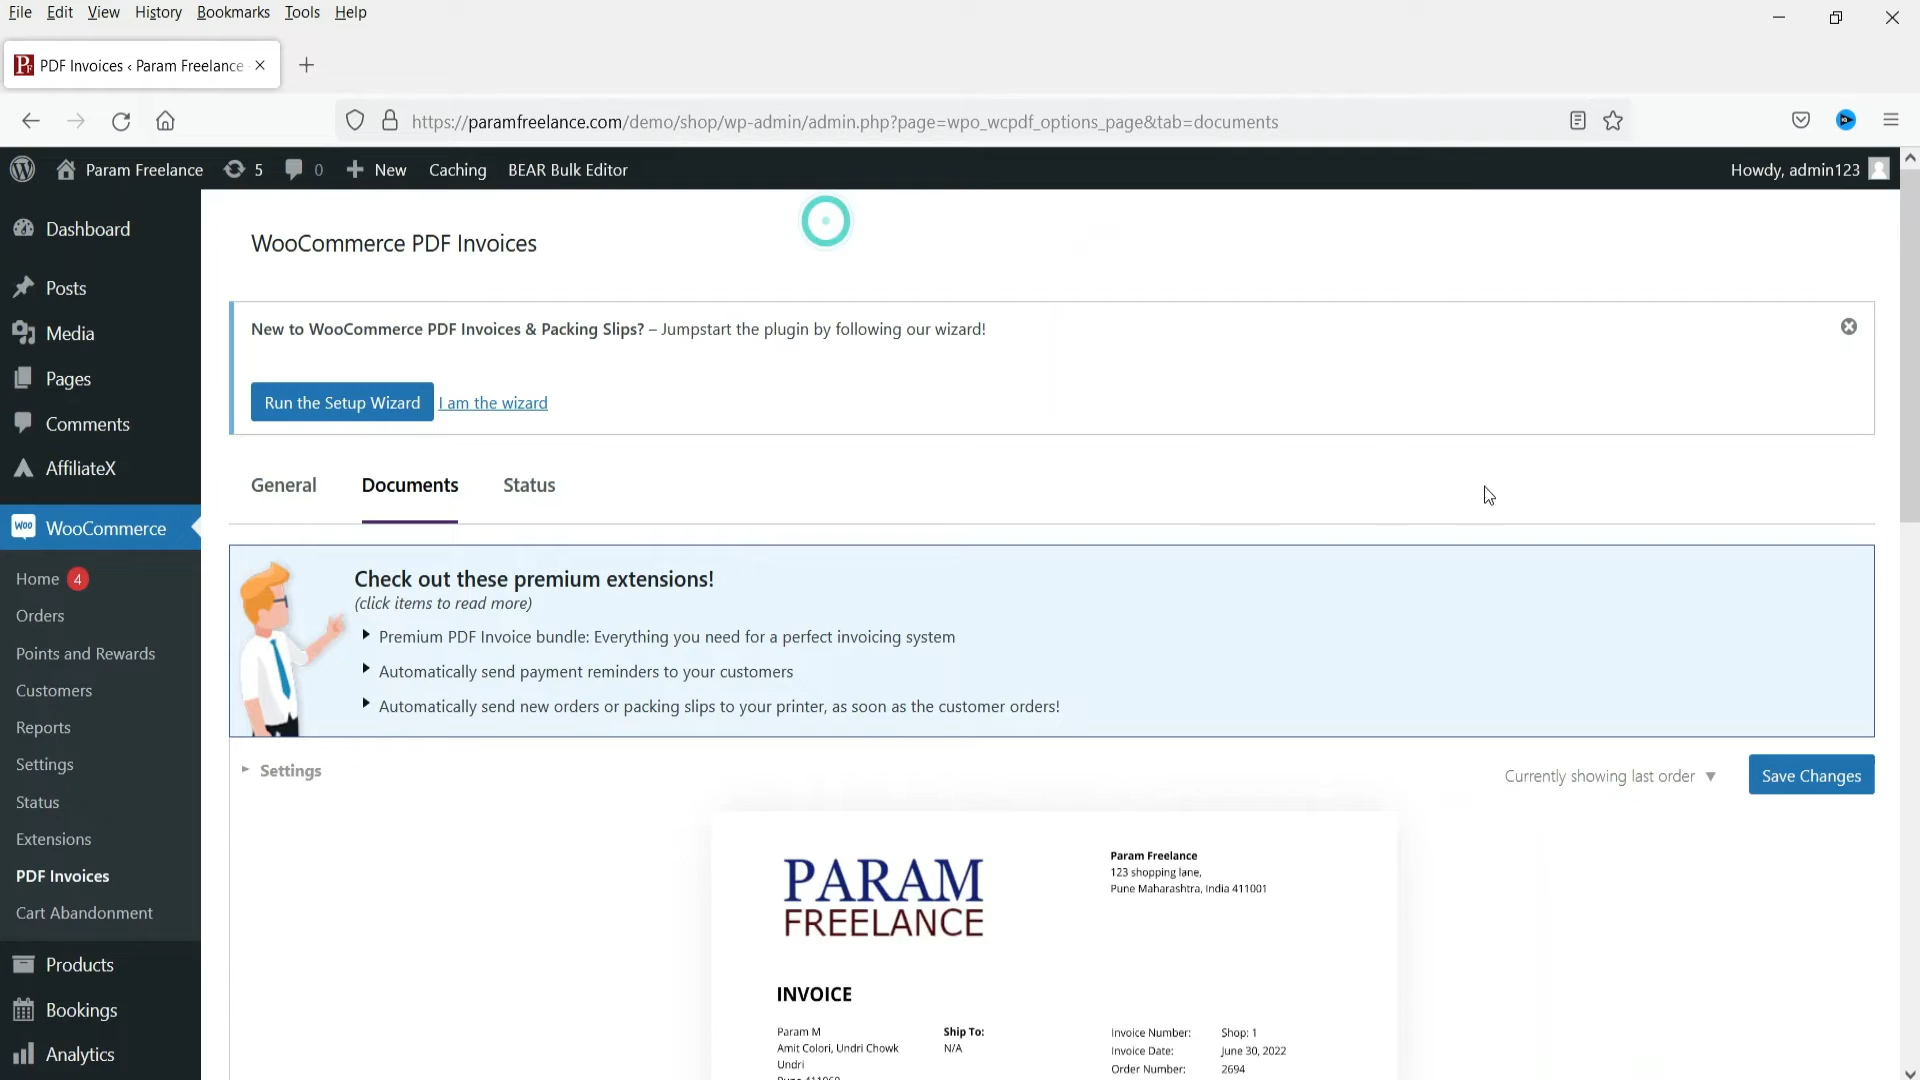 File Edit View History Bookmarks Tools Help
PDF Invoices ‹ Param Freelance
https://paramfreelance.com/demo/shop/wp-admin/admin.php?page=wpo_wcpdf_options_page&tab=documents
Param Freelance 5 0 New Caching BEAR Bulk Editor Howdy, admin123
Dashboard
Posts
Media
Pages
Comments
AffiliateX
Woo WooCommerce
Home 4
Orders
Points and Rewards
Customers
Reports
Settings
Status
Extensions
PDF Invoices
Cart Abandonment
Products
Bookings
Analytics
WooCommerce PDF Invoices
New to WooCommerce PDF Invoices & Packing Slips? – Jumpstart the plugin by following our wizard!
Run the Setup Wizard I am the wizard
General Documents Status
Check out these premium extensions!
(click items to read more)
Premium PDF Invoice bundle: Everything you need for a perfect invoicing system
Automatically send payment reminders to your customers
Automatically send new orders or packing slips to your printer, as soon as the customer orders!
Settings Currently showing last order ▼ Save Changes
PARAM
FREELANCE
Param Freelance
123 shopping lane,
Pune Maharashtra, India 411001
INVOICE
Param M
Amit Colori, Undri Chowk
Undri
Ship To:
N/A
Invoice Number: Shop: 1
Invoice Date: June 30, 2022
Order Number: 2694